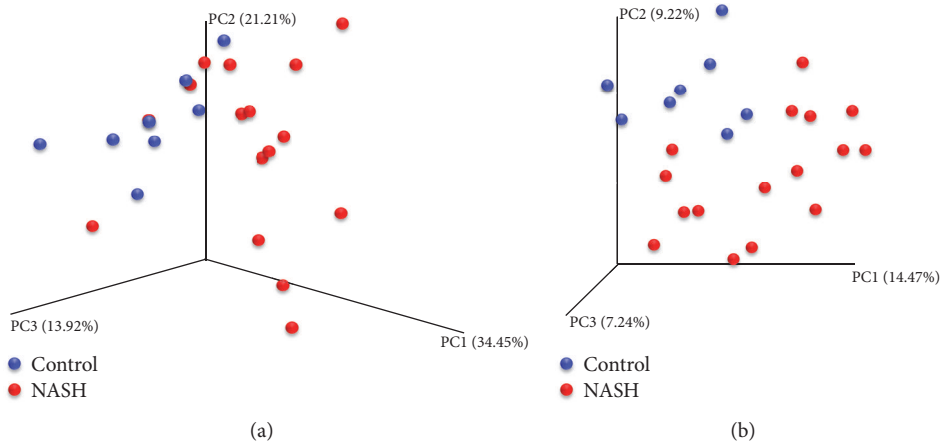 PC2 (21.21%)
PC3 (13.92%)
PC1 (34.45%)
Control
NASH
(a)
PC2 (9.22%)
PC1 (14.47%)
PC3 (7.24%)
Control
NASH
(b)